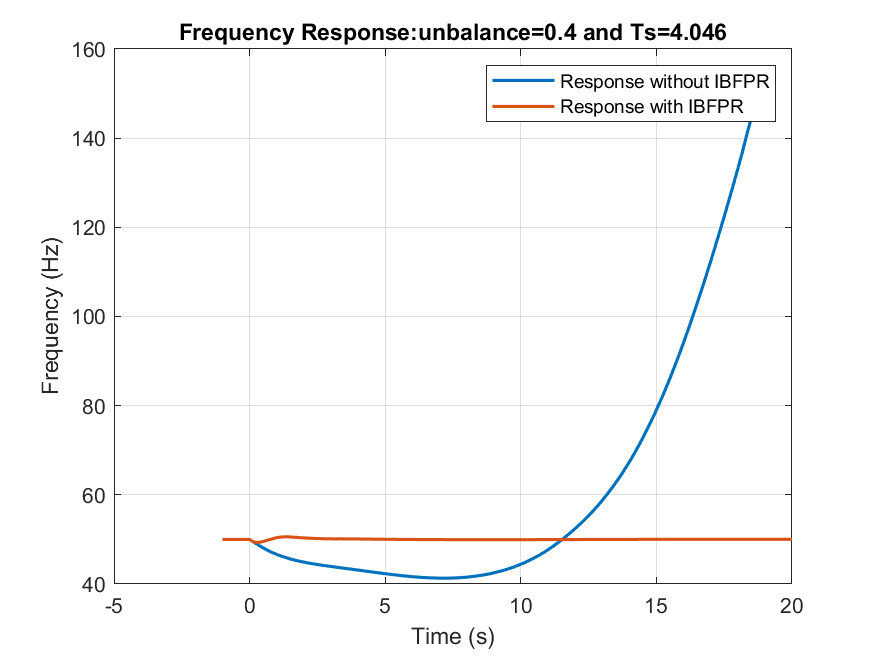 Frequency Response:unbalance=0.4 and Ts=4.046
Response without IBFPR
Response with IBFPR
160
140
120
100
80
60
40
Frequency (Hz)
-5 0 5 10 15 20
Time (s)